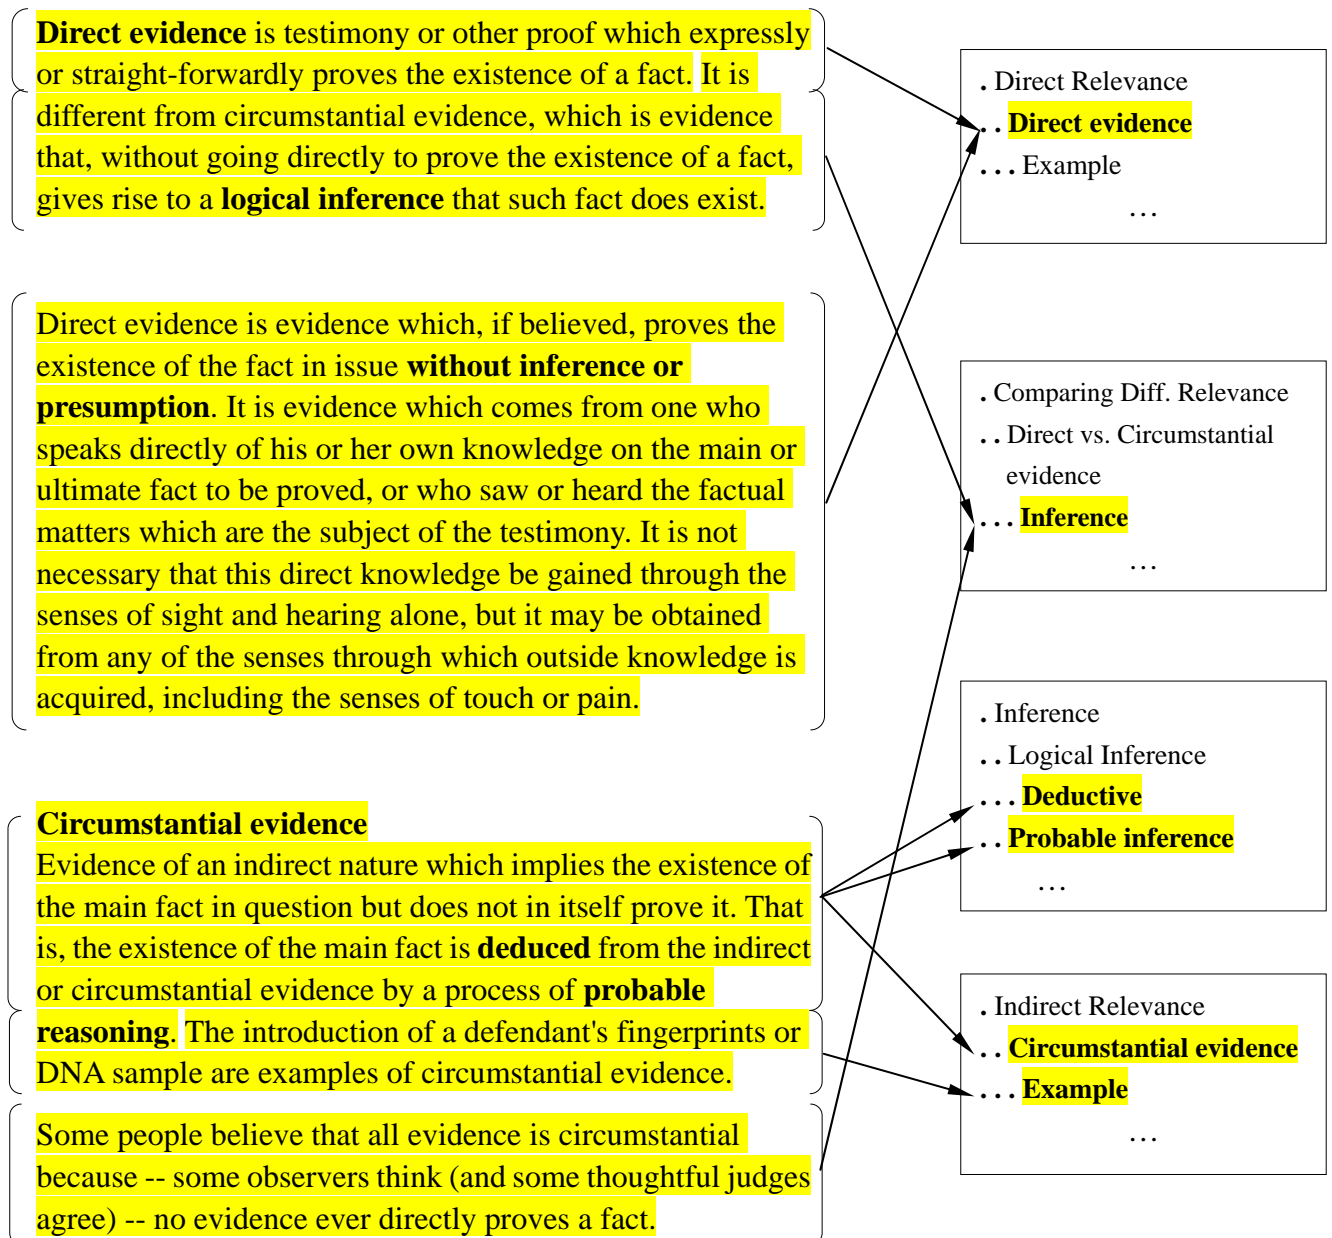 Direct evidence is testimony or other proof which expressly
or straight-forwardly proves the existence of a fact. It is
different from circumstantial evidence, which is evidence
that, without going directly to prove the existence of a fact,
gives rise to a logical inference that such fact does exist.
Direct evidence is evidence which, if believed, proves the
existence of the fact in issue without inference or
presumption. It is evidence which comes from one who
speaks directly of his or her own knowledge on the main or
ultimate fact to be proved, or who saw or heard the factual
matters which are the subject of the testimony. It is not
necessary that this direct knowledge be gained through the
senses of sight and hearing alone, but it may be obtained
from any of the senses through which outside knowledge is
acquired, including the senses of touch or pain.
Circumstantial evidence
Evidence of an indirect nature which implies the existence of
the main fact in question but does not in itself prove it. That
is, the existence of the main fact is deduced from the indirect
or circumstantial evidence by a process of probable
reasoning. The introduction of a defendant's fingerprints or
DNA sample are examples of circumstantial evidence.
Some people believe that all evidence is circumstantial
because -- some observers think (and some thoughtful judges
agree) -- no evidence ever directly proves a fact.
. Direct Relevance
. . Direct evidence
. . . Example
…
. Comparing Diff. Relevance
. . Direct vs. Circumstantial
evidence
. . . Inference
…
. Inference
. . Logical Inference
. . . Deductive
. . Probable inference
…
. Indirect Relevance
. . Circumstantial evidence
. . . Example
…